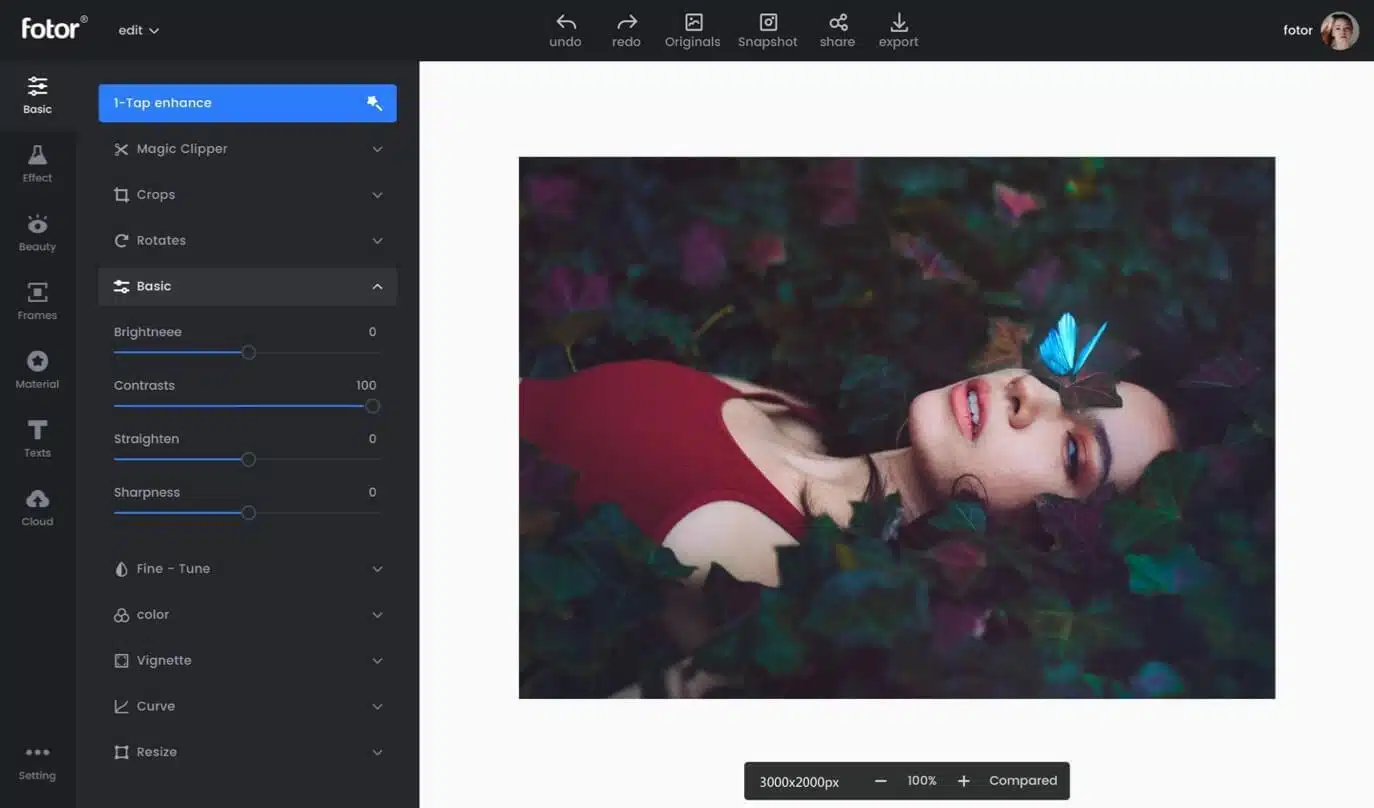 fotor®
edit
undo
redo
Originals
Snapshot
share
export
fotor
Basic
Effect
Beauty
Frames
Material
Texts
Cloud
Setting
1-Tap enhance
Magic Clipper
Crops
Rotates
Basic
Brightneee 0
Contrasts 100
Straighten 0
Sharpness 0
Fine - Tune
color
Vignette
Curve
Resize
3000x2000px — 100% + Compared